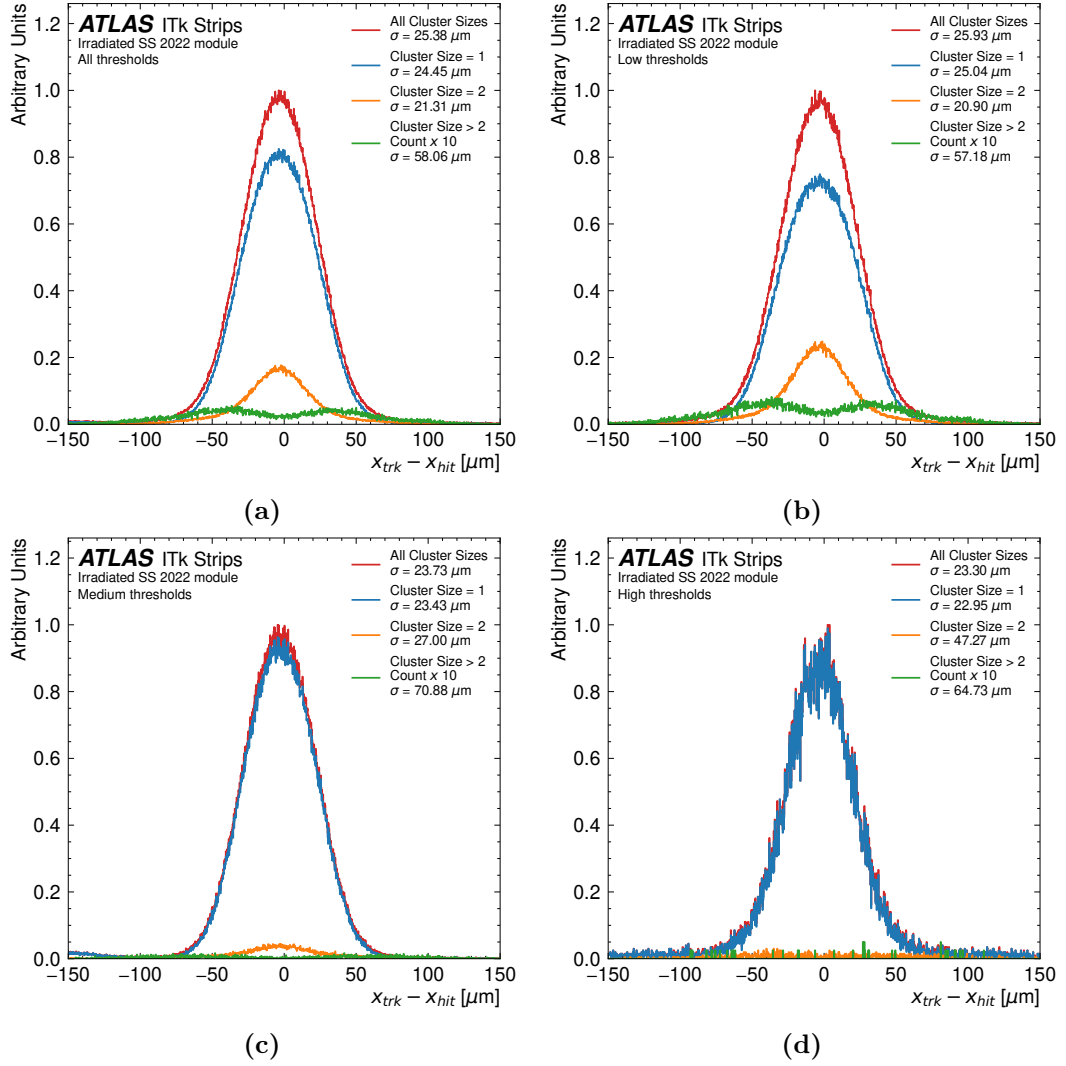 ATLAS ITk Strips
Irradiated SS 2022 module
All thresholds
All Cluster Sizes
σ = 25.38 μm
Cluster Size = 1
σ = 24.45 μm
Cluster Size = 2
σ = 21.31 μm
Cluster Size > 2
Count x 10
σ = 58.06 μm
Arbitrary Units
1.2
1.0
0.8
0.6
0.4
0.2
0.0
−150 −100 −50 0 50 100 150
x_trk − x_hit [μm]
(a)
ATLAS ITk Strips
Irradiated SS 2022 module
Low thresholds
All Cluster Sizes
σ = 25.93 μm
Cluster Size = 1
σ = 25.04 μm
Cluster Size = 2
σ = 20.90 μm
Cluster Size > 2
Count x 10
σ = 57.18 μm
Arbitrary Units
1.2
1.0
0.8
0.6
0.4
0.2
0.0
−150 −100 −50 0 50 100 150
x_trk − x_hit [μm]
(b)
ATLAS ITk Strips
Irradiated SS 2022 module
Medium thresholds
All Cluster Sizes
σ = 23.73 μm
Cluster Size = 1
σ = 23.43 μm
Cluster Size = 2
σ = 27.00 μm
Cluster Size > 2
Count x 10
σ = 70.88 μm
Arbitrary Units
1.2
1.0
0.8
0.6
0.4
0.2
0.0
−150 −100 −50 0 50 100 150
x_trk − x_hit [μm]
(c)
ATLAS ITk Strips
Irradiated SS 2022 module
High thresholds
All Cluster Sizes
σ = 23.30 μm
Cluster Size = 1
σ = 22.95 μm
Cluster Size = 2
σ = 47.27 μm
Cluster Size > 2
Count x 10
σ = 64.73 μm
Arbitrary Units
1.2
1.0
0.8
0.6
0.4
0.2
0.0
−150 −100 −50 0 50 100 150
x_trk − x_hit [μm]
(d)